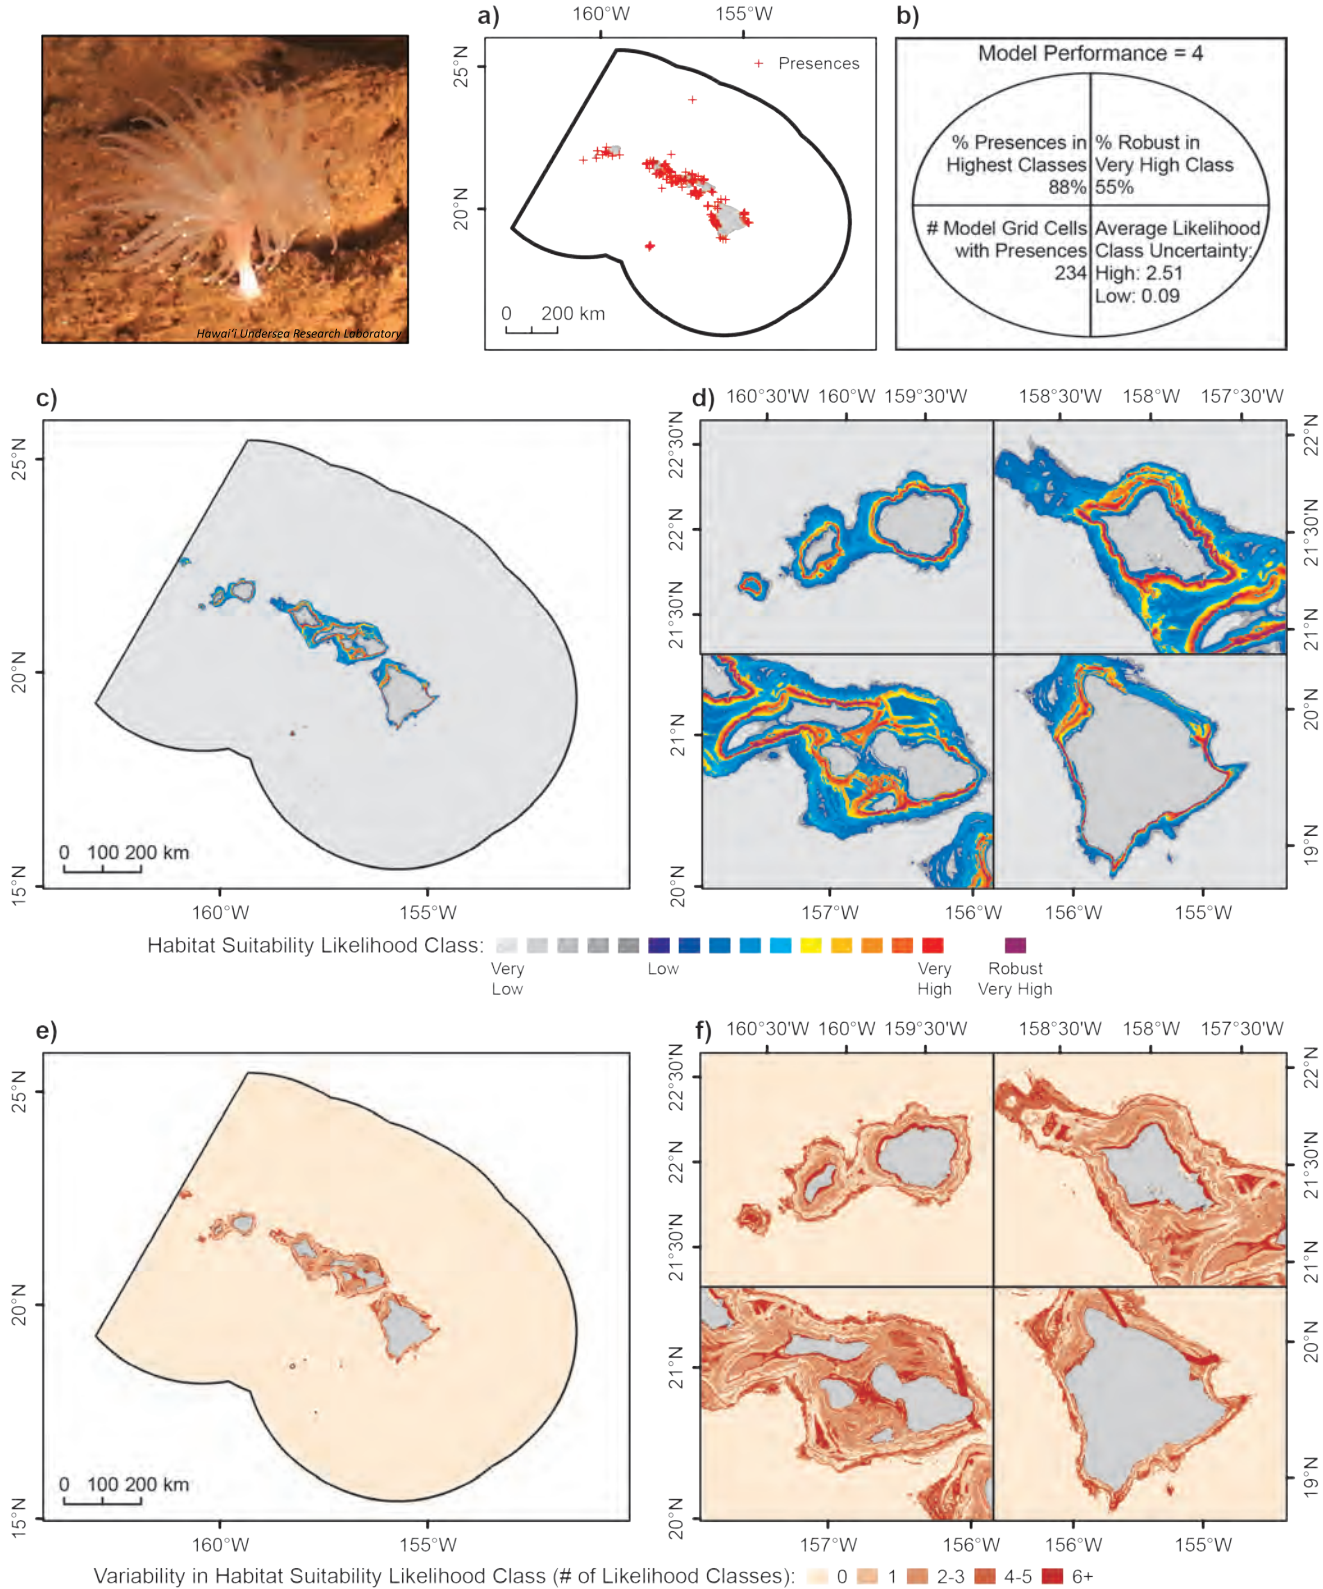 a)
160°W
155°W
25°N
20°N
+ Presences
0
200 km
Hawai‘i Undersea Research Laboratory
b)
Model Performance = 4
% Presences in
Highest Classes
88%
% Robust in
Very High Class
55%
# Model Grid Cells
with Presences
234
Average Likelihood
Class Uncertainty:
High: 2.51
Low: 0.09
c)
25°N
20°N
15°N
0 100 200 km
160°W
155°W
d)
160°30'W
160°W
159°30'W
158°30'W
158°W
157°30'W
22°30'N
22°N
21°30'N
22°N
21°30'N
21°N
21°N
20°N
20°N
19°N
157°W
156°W
156°W
155°W
Habitat Suitability Likelihood Class:
Very
Low
Low
Very
High
Robust
Very High
e)
25°N
20°N
15°N
0 100 200 km
160°W
155°W
f)
160°30'W
160°W
159°30'W
158°30'W
158°W
157°30'W
22°30'N
22°N
21°30'N
22°N
21°30'N
21°N
21°N
20°N
20°N
19°N
157°W
156°W
156°W
155°W
Variability in Habitat Suitability Likelihood Class (# of Likelihood Classes): 0 1 2-3 4-5 6+